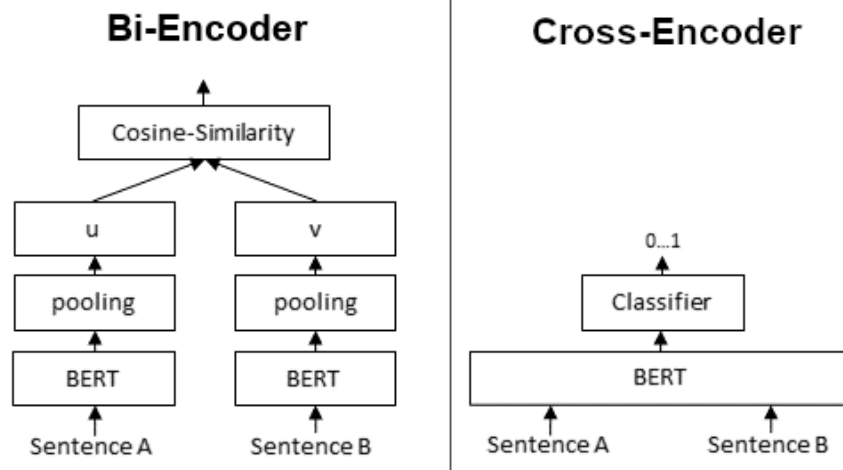 Bi-Encoder
Cosine-Similarity
u
v
pooling
pooling
BERT
BERT
Sentence A
Sentence B
Cross-Encoder
0...1
Classifier
BERT
Sentence A
Sentence B